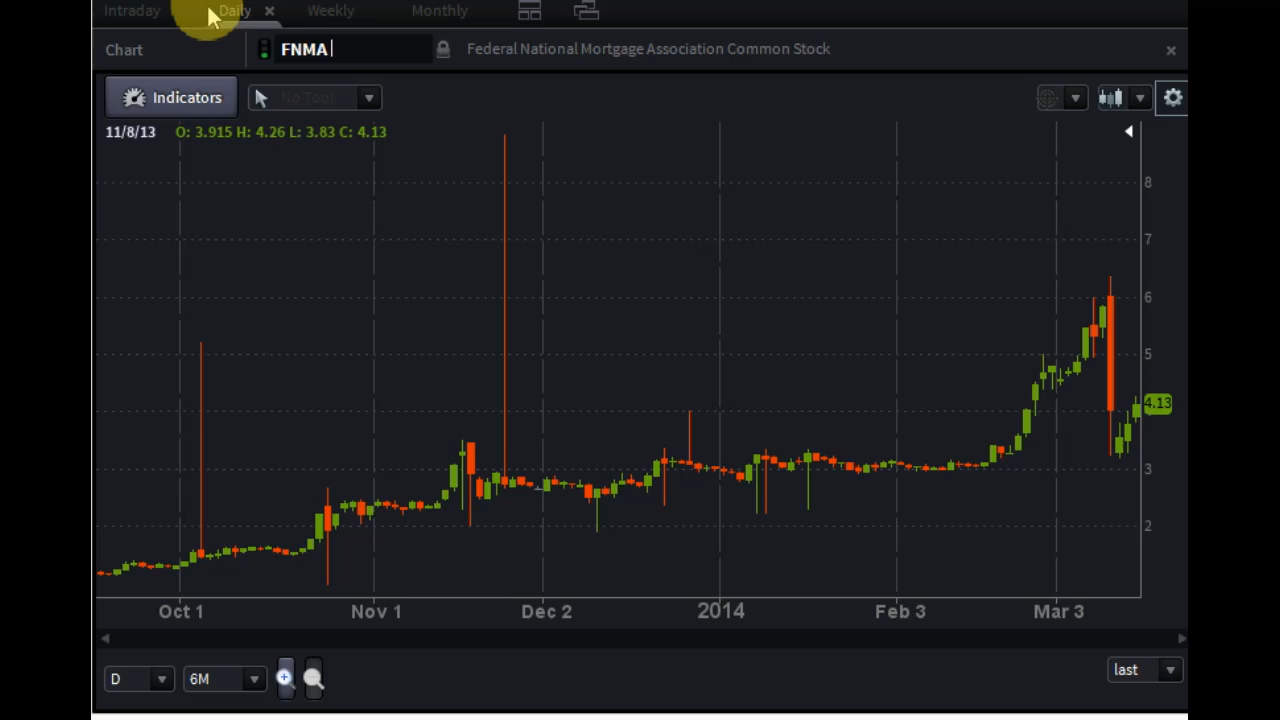 Intraday Daily Weekly Monthly
Chart FNMA Federal National Mortgage Association Common Stock
Indicators No Tool
11/8/13 O: 3.915 H: 4.26 L: 3.83 C: 4.13
8
7
6
5
4.13
3
2
Oct 1 Nov 1 Dec 2 2014 Feb 3 Mar 3
D 6M last